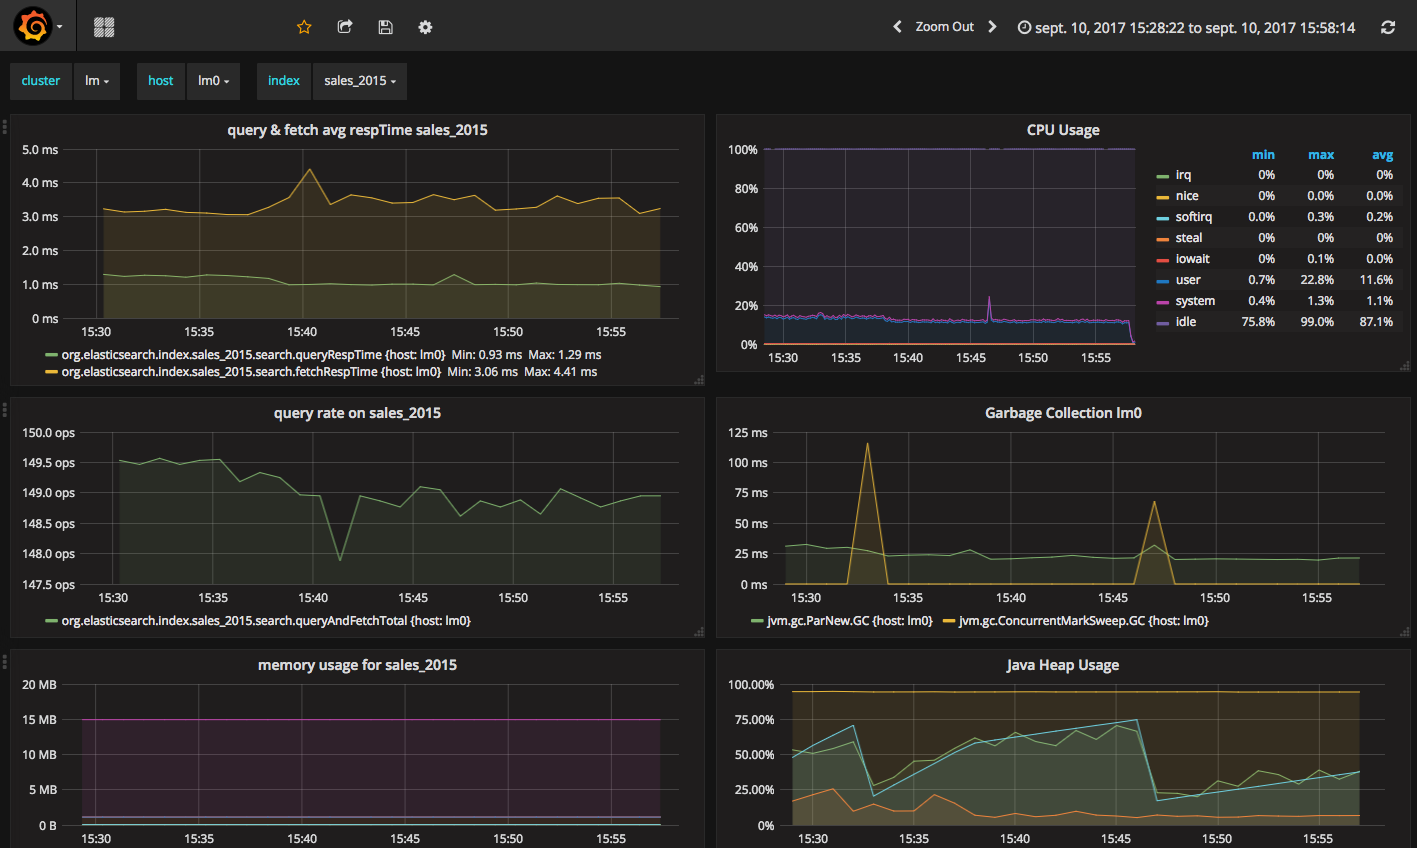 Zoom Out sept. 10, 2017 15:28:22 to sept. 10, 2017 15:58:14
cluster lm host lm0 index sales_2015
query & fetch avg respTime sales_2015
5.0 ms
4.0 ms
3.0 ms
2.0 ms
1.0 ms
0 ms
15:30 15:35 15:40 15:45 15:50 15:55
org.elasticsearch.index.sales_2015.search.queryRespTime {host: lm0} Min: 0.93 ms Max: 1.29 ms
org.elasticsearch.index.sales_2015.search.fetchRespTime {host: lm0} Min: 3.06 ms Max: 4.41 ms
CPU Usage
100%
80%
60%
40%
20%
0%
15:30 15:35 15:40 15:45 15:50 15:55
min max avg
irq 0% 0% 0%
nice 0% 0.0% 0.0%
softirq 0.0% 0.3% 0.2%
steal 0% 0% 0%
iowait 0% 0.1% 0.0%
user 0.7% 22.8% 11.6%
system 0.4% 1.3% 1.1%
idle 75.8% 99.0% 87.1%
query rate on sales_2015
150.0 ops
149.5 ops
149.0 ops
148.5 ops
148.0 ops
147.5 ops
15:30 15:35 15:40 15:45 15:50 15:55
org.elasticsearch.index.sales_2015.search.queryAndFetchTotal {host: lm0}
Garbage Collection lm0
125 ms
100 ms
75 ms
50 ms
25 ms
0 ms
15:30 15:35 15:40 15:45 15:50 15:55
jvm.gc.ParNew.GC {host: lm0} jvm.gc.ConcurrentMarkSweep.GC {host: lm0}
memory usage for sales_2015
20 MB
15 MB
10 MB
5 MB
0 B
15:30 15:35 15:40 15:45 15:50 15:55
Java Heap Usage
100.00%
75.00%
50.00%
25.00%
0%
15:30 15:35 15:40 15:45 15:50 15:55